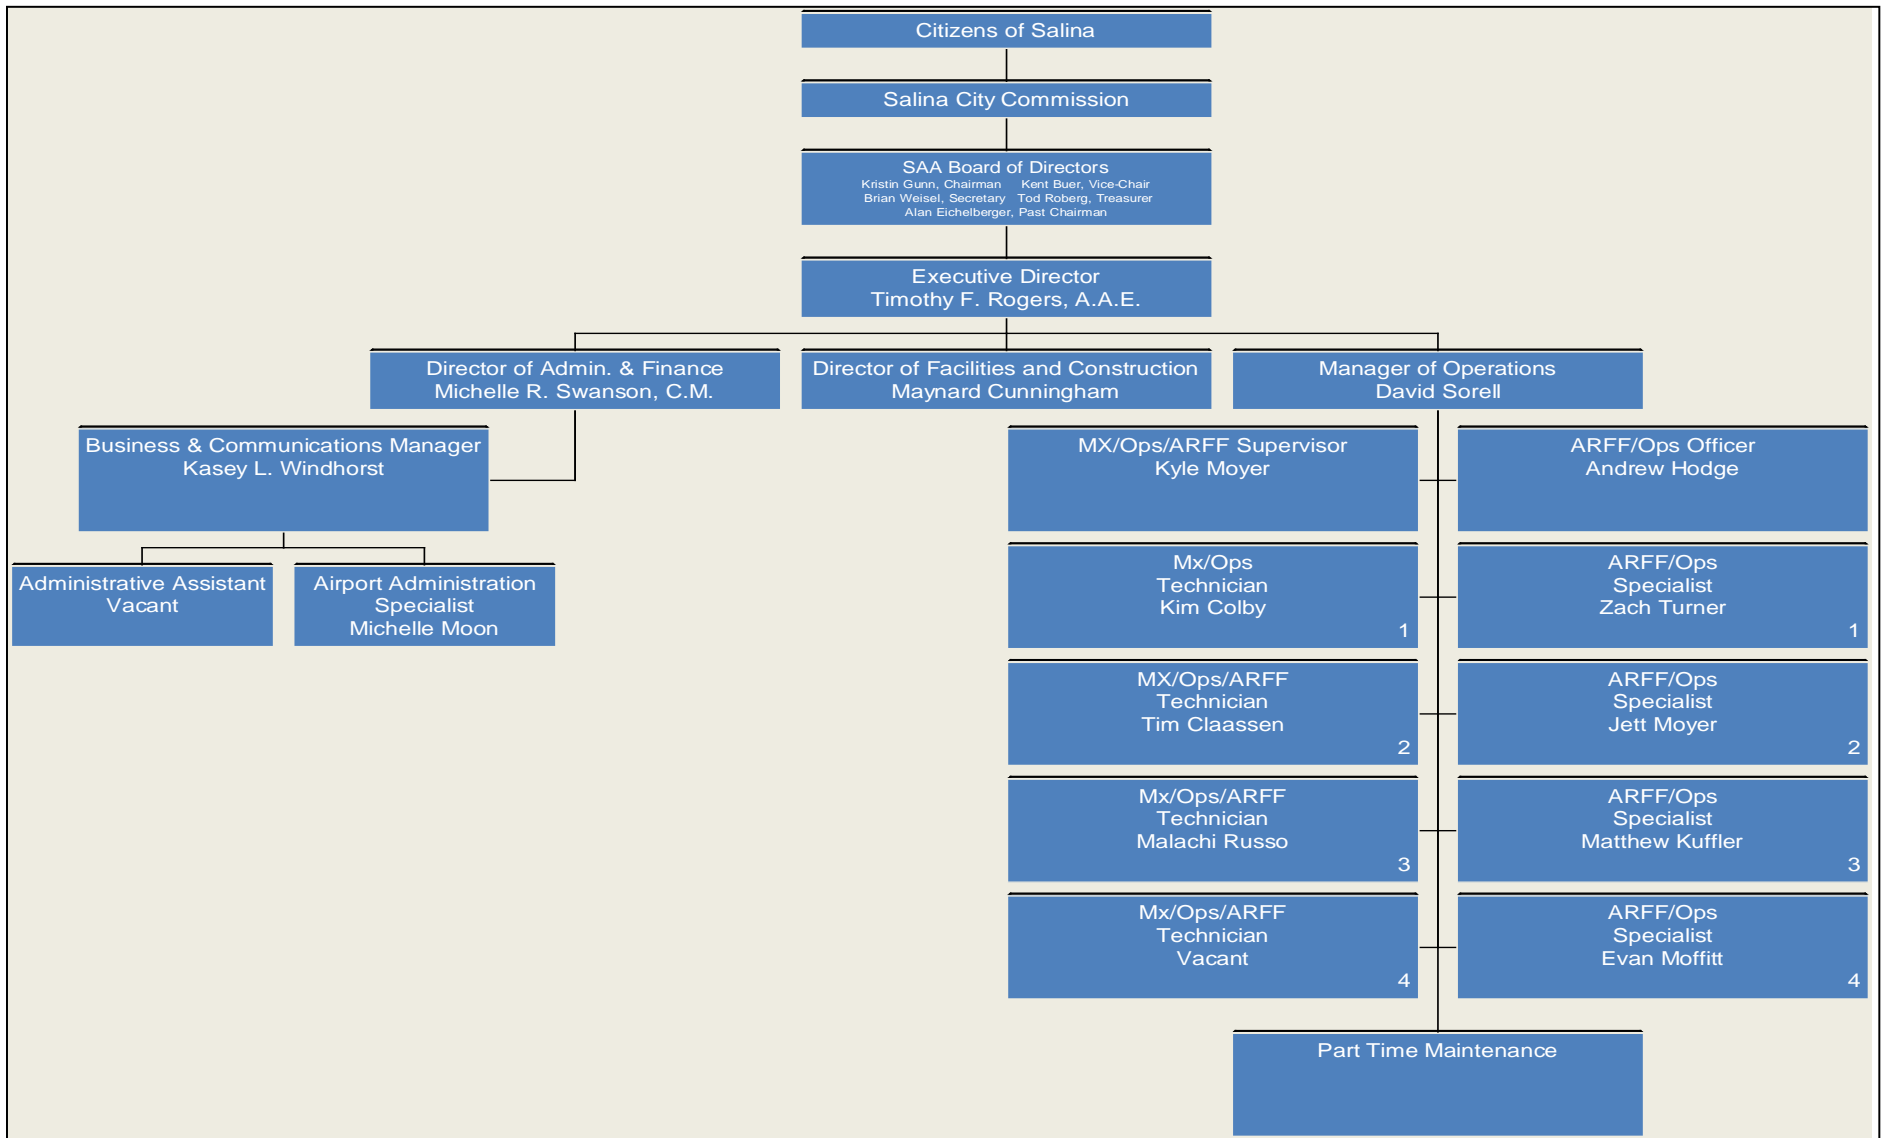 Citizens of Salina
Salina City Commission
SAA Board of Directors
Kristin Gunn, Chairman Kent Buer, Vice-Chair
Brian Weisel, Secretary Tod Roberg, Treasurer
Alan Eichelberger, Past Chairman
Executive Director
Timothy F. Rogers, A.A.E.
Director of Admin. & Finance
Michelle R. Swanson, C.M.
Director of Facilities and Construction
Maynard Cunningham
Manager of Operations
David Sorell
Business & Communications Manager
Kasey L. Windhorst
Administrative Assistant
Vacant
Airport Administration
Specialist
Michelle Moon
MX/Ops/ARFF Supervisor
Kyle Moyer
ARFF/Ops Officer
Andrew Hodge
Mx/Ops
Technician
Kim Colby
1
ARFF/Ops
Specialist
Zach Turner
1
MX/Ops/ARFF
Technician
Tim Claassen
2
ARFF/Ops
Specialist
Jett Moyer
2
Mx/Ops/ARFF
Technician
Malachi Russo
3
ARFF/Ops
Specialist
Matthew Kuffler
3
Mx/Ops/ARFF
Technician
Vacant
4
ARFF/Ops
Specialist
Evan Moffitt
4
Part Time Maintenance